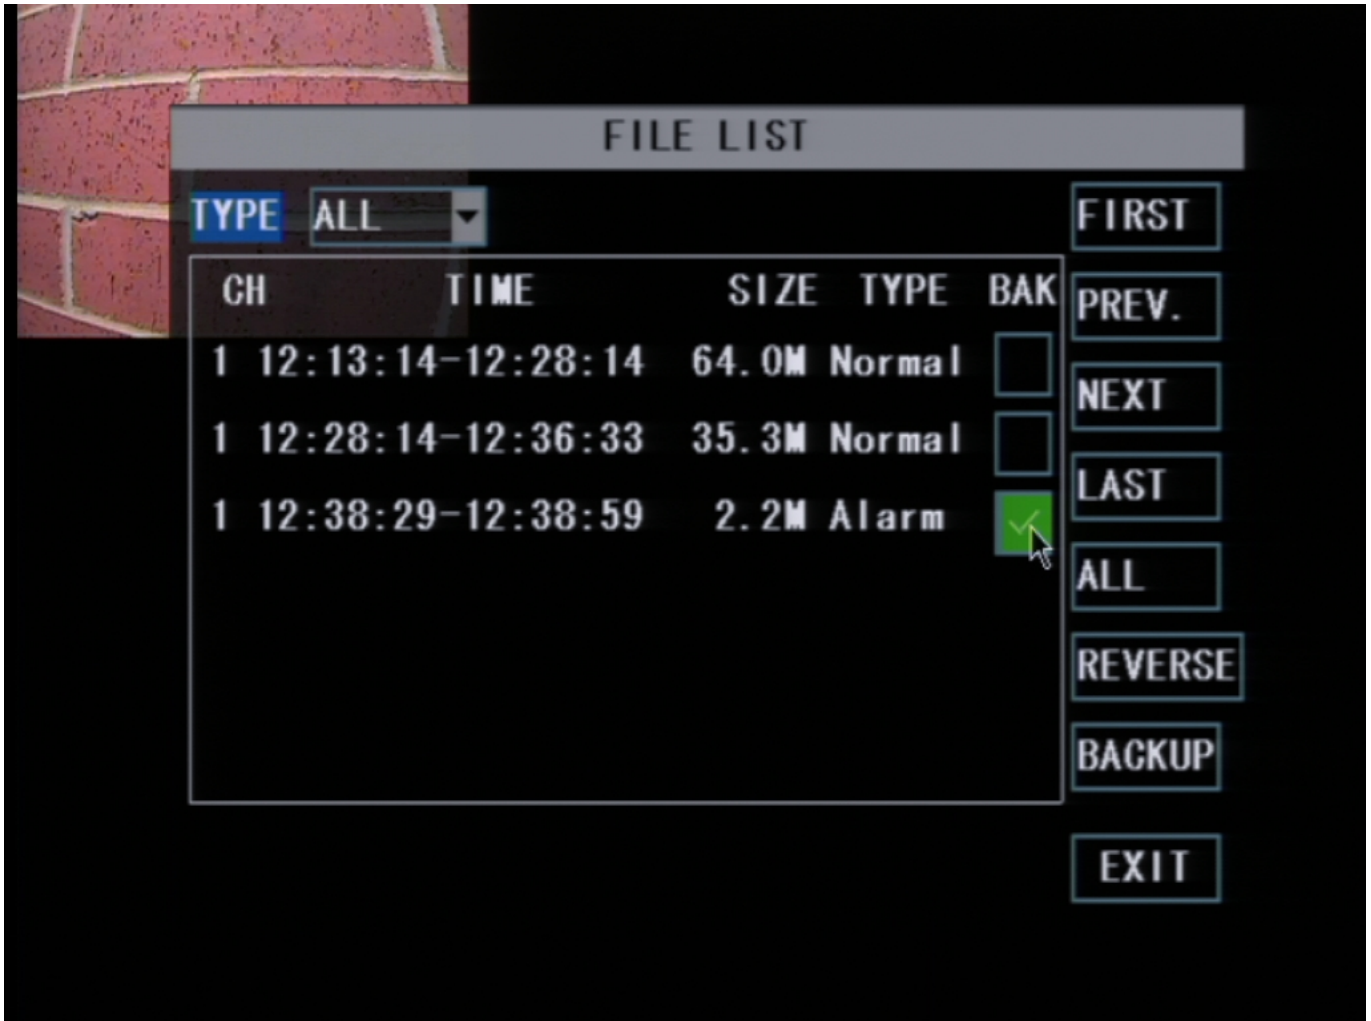 FILE LIST
TYPE ALL FIRST
CH TIME SIZE TYPE BAK PREV.
1 12:13:14-12:28:14 64.0M Normal
NEXT
1 12:28:14-12:36:33 35.3M Normal
LAST
1 12:38:29-12:38:59 2.2M Alarm
ALL
REVERSE
BACKUP
EXIT